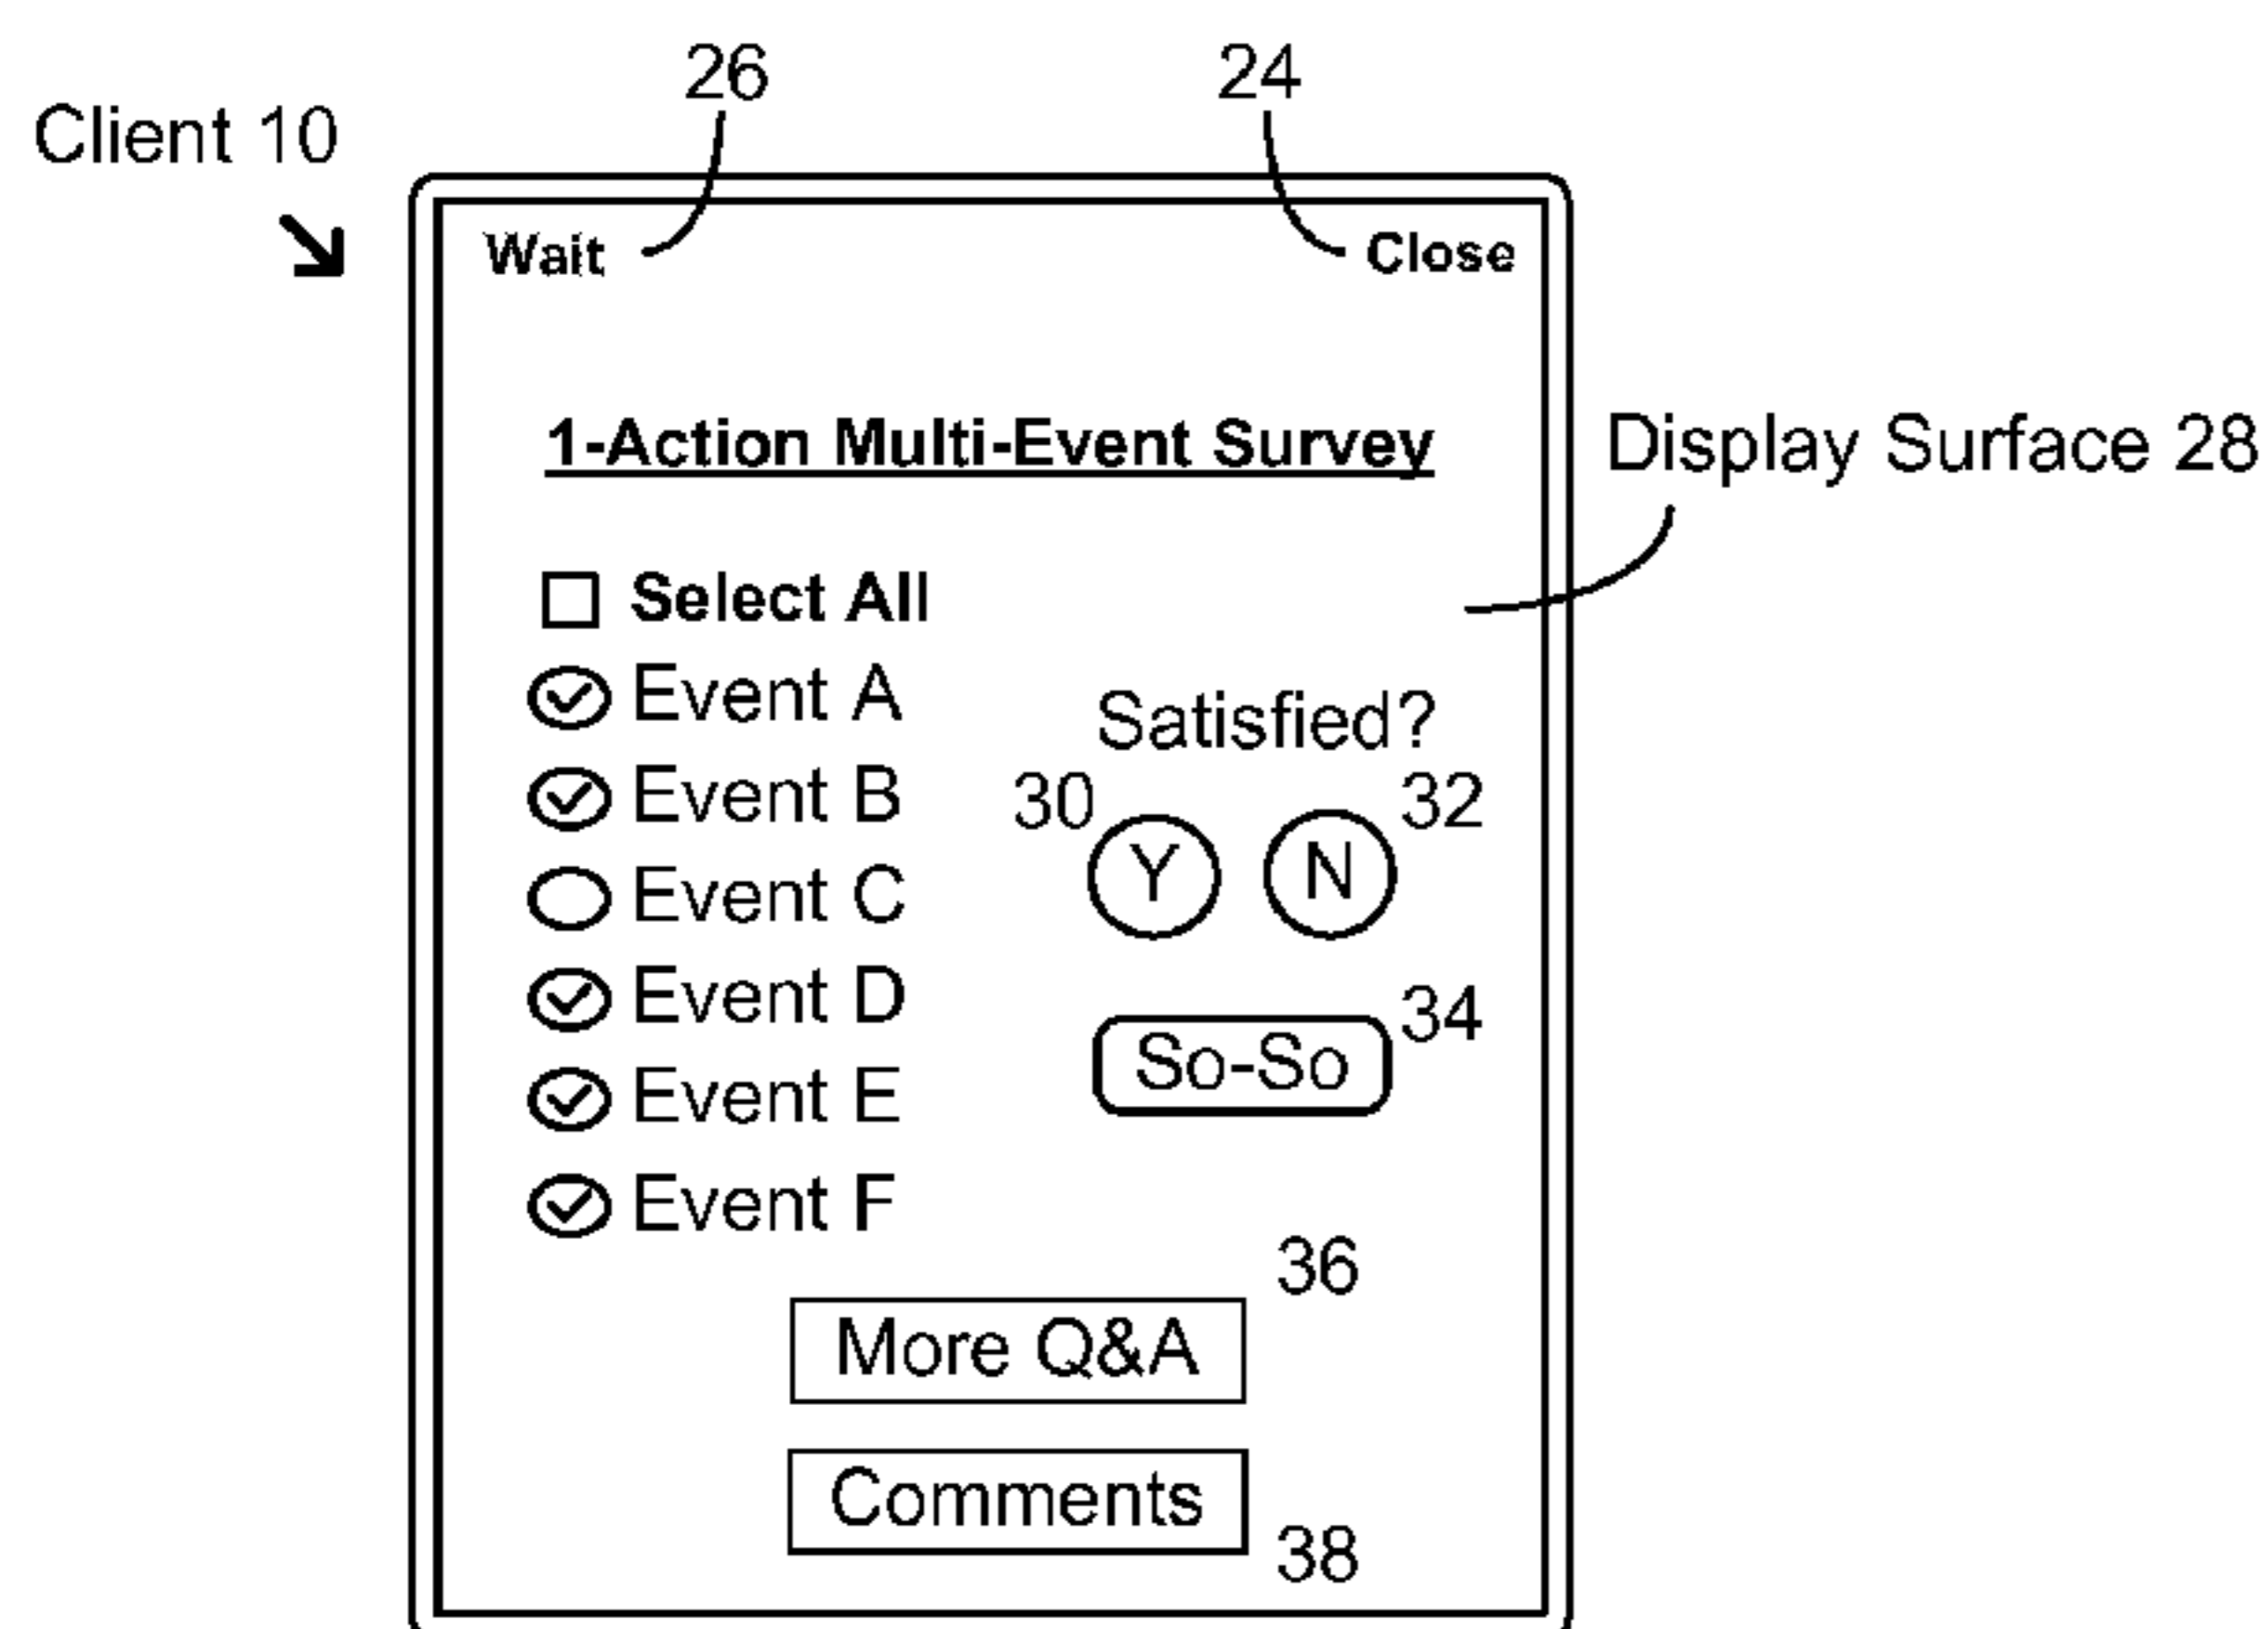 26 24
Client 10
Wait Close
1-Action Multi-Event Survey
Display Surface 28
Select All
Event A
Satisfied?
Event B
30 32
Y N
Event C
Event D
34
So-So
Event E
Event F
36
More Q&A
Comments
38